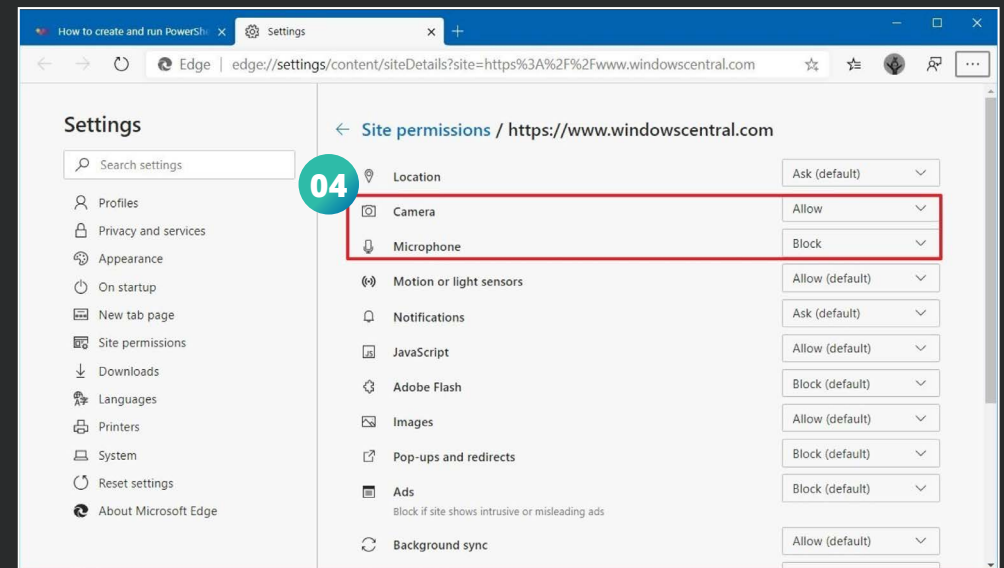 How to create and run PowerShe
Settings
Edge | edge://settings/content/siteDetails?site=https%3A%2F%2Fwww.windowscentral.com
Settings
Search settings
Profiles
Privacy and services
Appearance
On startup
New tab page
Site permissions
Downloads
Languages
Printers
System
Reset settings
About Microsoft Edge
Site permissions / https://www.windowscentral.com
04
Location Ask (default)
Camera Allow
Microphone Block
Motion or light sensors Allow (default)
Notifications Ask (default)
JS JavaScript Allow (default)
Adobe Flash Block (default)
Images Allow (default)
Pop-ups and redirects Block (default)
Ads Block (default)
Block if site shows intrusive or misleading ads
Background sync Allow (default)